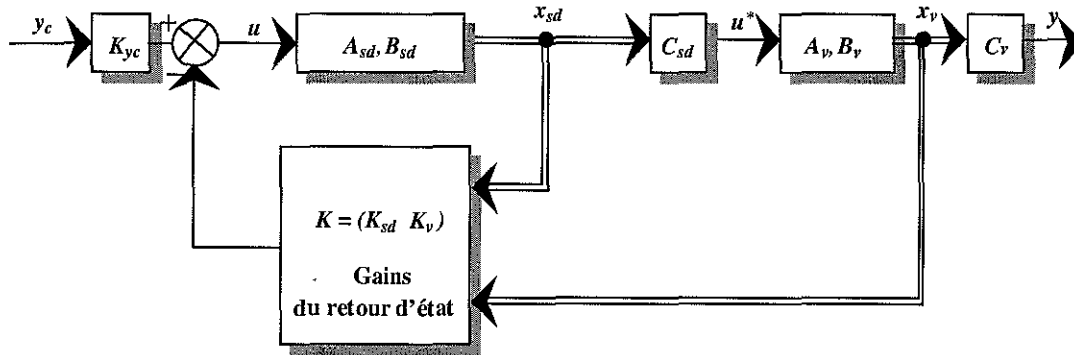 y_c
K_yc
+
−
u
A_sd, B_sd
x_sd
C_sd
u*
A_v, B_v
x_v
C_v
y
K = (K_sd K_v)
Gains
du retour d'état